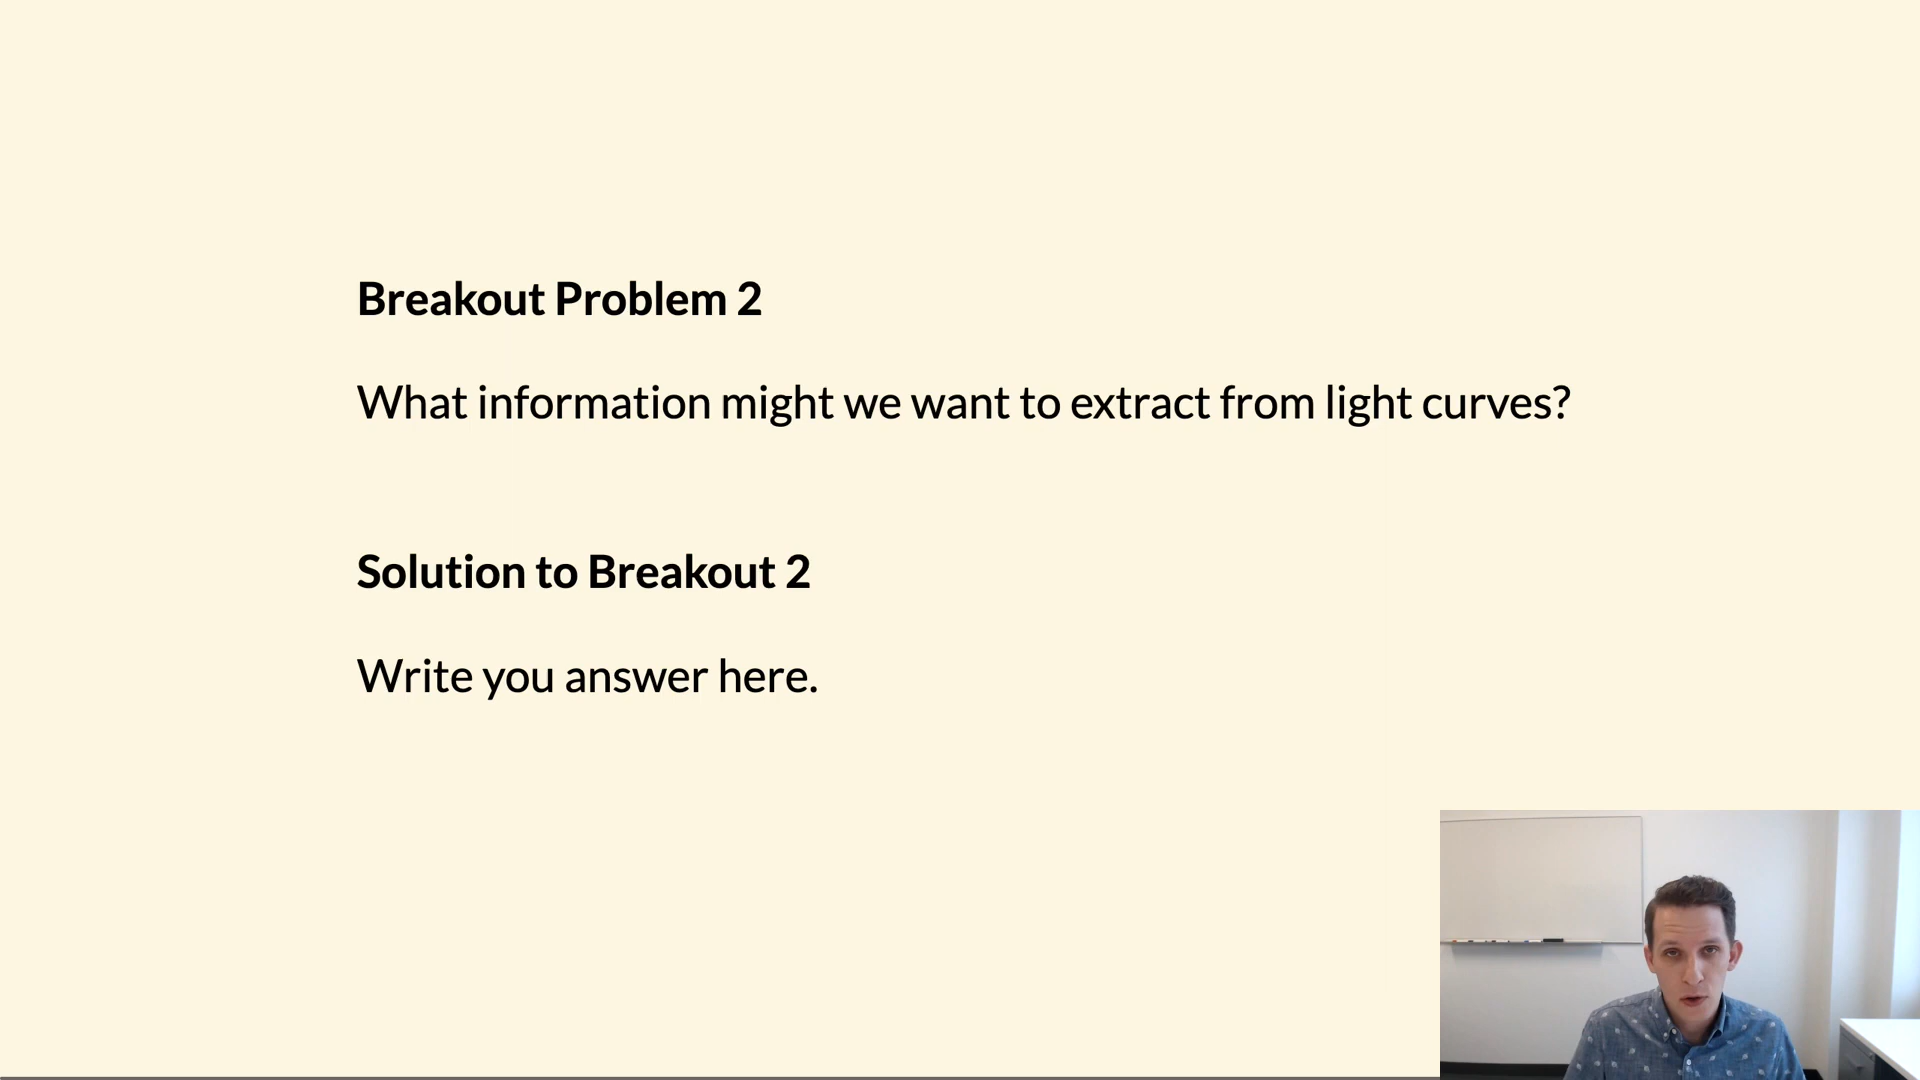 Breakout Problem 2
What information might we want to extract from light curves?
Solution to Breakout 2
Write you answer here.